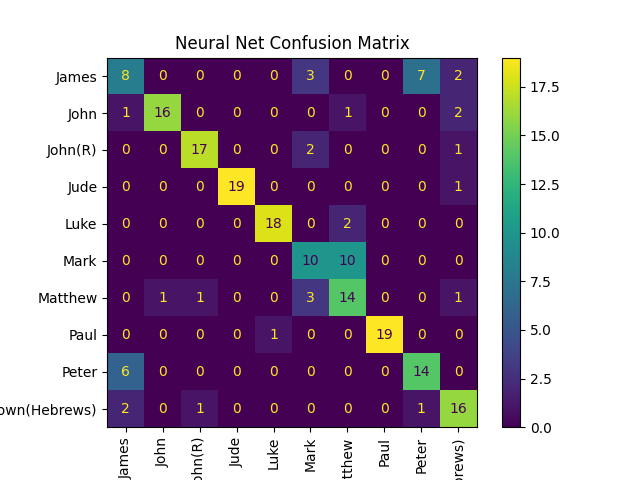 Neural Net Confusion Matrix
James 8 0 0 0 0 3 0 0 7 2
John 1 16 0 0 0 0 1 0 0 2
John(R) 0 0 17 0 0 2 0 0 0 1
Jude 0 0 0 19 0 0 0 0 0 1
Luke 0 0 0 0 18 0 2 0 0 0
Mark 0 0 0 0 0 10 10 0 0 0
Matthew 0 1 1 0 0 3 14 0 0 1
Paul 0 0 0 0 1 0 0 19 0 0
Peter 6 0 0 0 0 0 0 0 14 0
own(Hebrews) 2 0 1 0 0 0 0 0 1 16
James John ohn(R) Jude Luke Mark tthew Paul Peter rews)
17.5
15.0
12.5
10.0
7.5
5.0
2.5
0.0